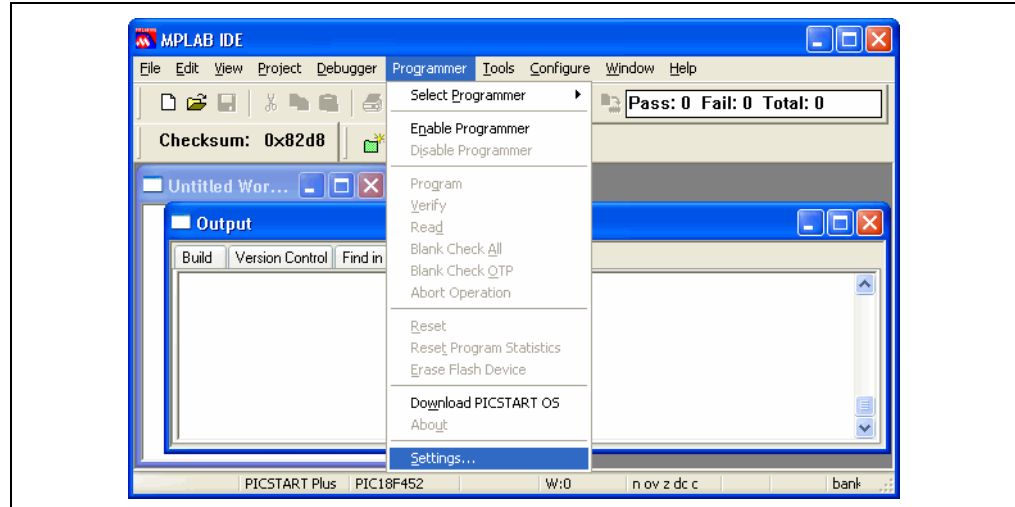 MPLAB IDE
File Edit View Project Debugger Programmer Tools Configure Window Help
Pass: 0 Fail: 0 Total: 0
Checksum: 0x82d8
Select Programmer
Enable Programmer
Disable Programmer
Program
Verify
Read
Blank Check All
Blank Check OTP
Abort Operation
Reset
Reset Program Statistics
Erase Flash Device
Download PICSTART OS
About
Settings...
Untitled Wor...
Output
Build Version Control Find in
PICSTART Plus PIC18F452 W:0 n ov z dc c bank